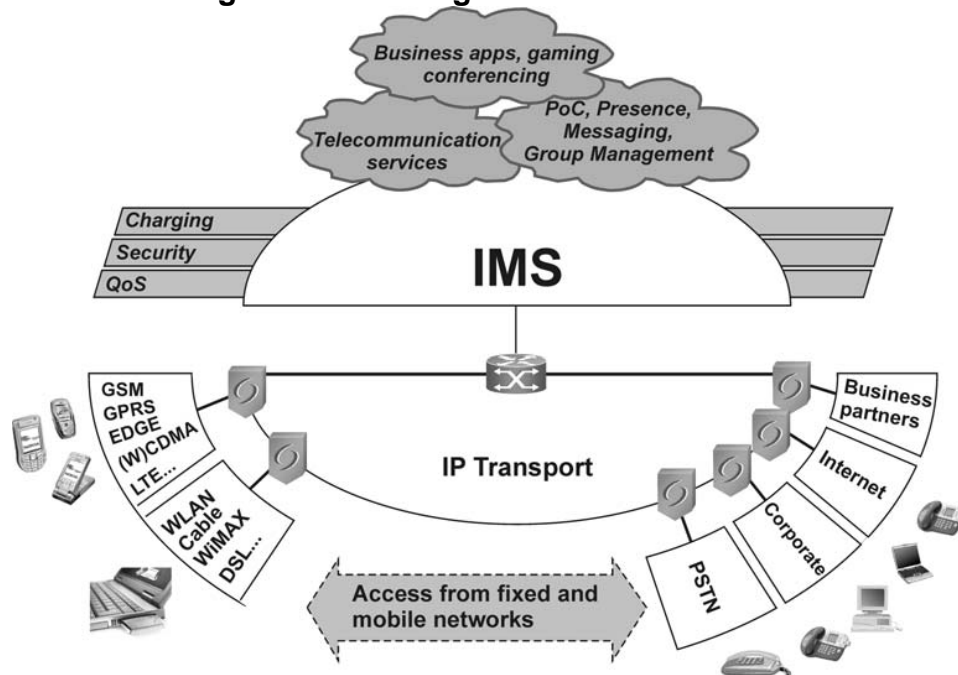 Business apps, gaming
conferencing
PoC, Presence,
Messaging,
Group Management
Telecommunication
services
Charging
Security
QoS
IMS
GSM
GPRS
EDGE
(W)CDMA
LTE...
WLAN
Cable
WiMAX
DSL...
IP Transport
Business
partners
Internet
Corporate
PSTN
Access from fixed and
mobile networks